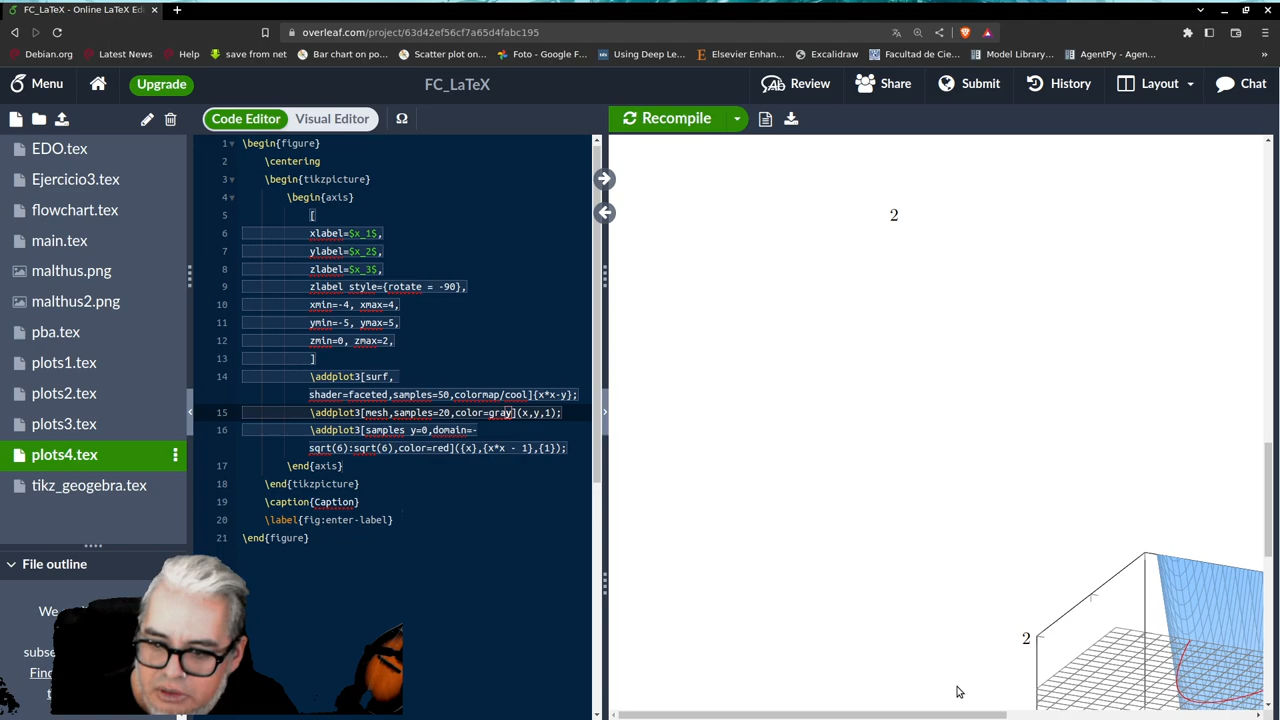 FC_LaTeX - Online LaTeX Edi
overleaf.com/project/63d42ef56cf7a65d4fabc195
Debian.org
Latest News
Help
save from net
Bar chart on po...
Scatter plot on...
Foto - Google F...
Using Deep Le...
Elsevier Enhan...
Excalidraw
Facultad de Cie...
Model Library...
AgentPy - Agen...
Menu
Upgrade
FC_LaTeX
Review
Share
Submit
History
Layout
Chat
Code Editor
Visual Editor
Ω
Recompile
EDO.tex
Ejercicio3.tex
flowchart.tex
main.tex
malthus.png
malthus2.png
pba.tex
plots1.tex
plots2.tex
plots3.tex
plots4.tex
tikz_geogebra.tex
File outline
We
subse
Fin
t
1 \begin{figure}
2 \centering
3 \begin{tikzpicture}
4 \begin{axis}
5 [
6 xlabel=$x_1$,
7 ylabel=$x_2$,
8 zlabel=$x_3$,
9 zlabel style={rotate = -90},
10 xmin=-4, xmax=4,
11 ymin=-5, ymax=5,
12 zmin=0, zmax=2,
13 ]
14 \addplot3[surf,
shader=faceted,samples=50,colormap/cool]{x*x-y};
15 \addplot3[mesh,samples=20,color=gray](x,y,1);
16 \addplot3[samples y=0,domain=-
sqrt(6):sqrt(6),color=red]({x},{x*x - 1},{1});
17 \end{axis}
18 \end{tikzpicture}
19 \caption{Caption}
20 \label{fig:enter-label}
21 \end{figure}
2
2